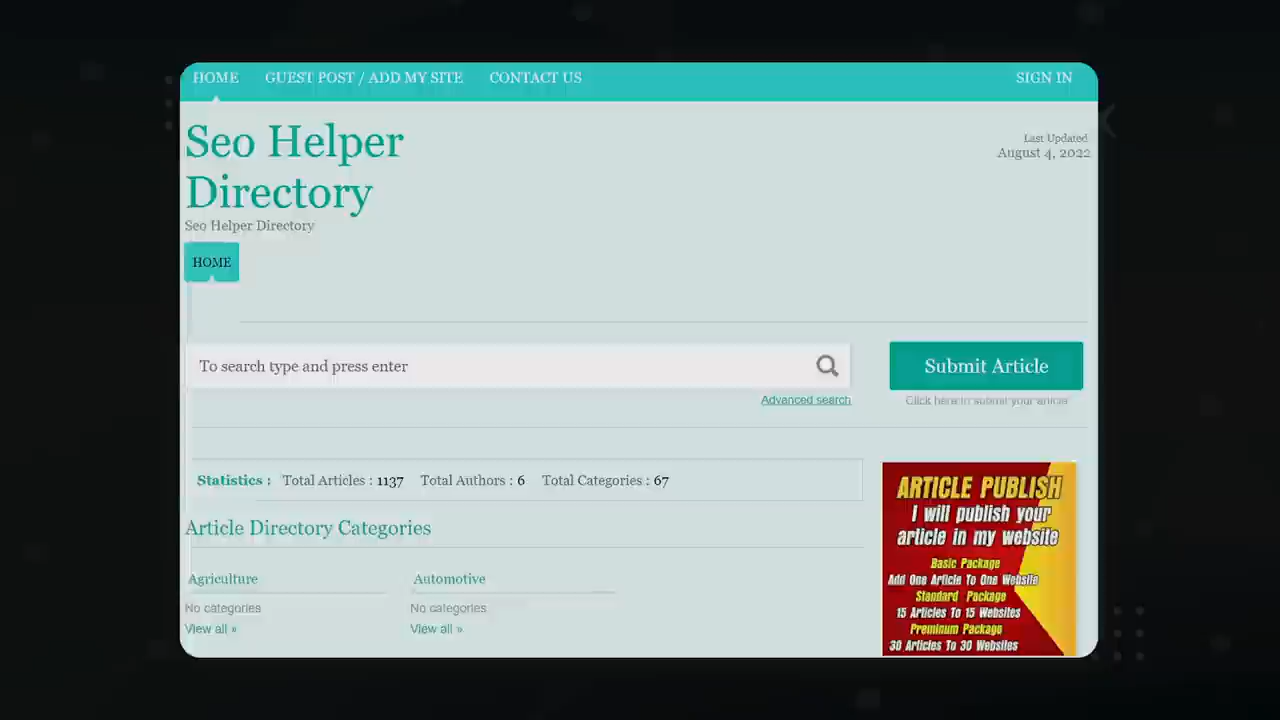 HOME GUEST POST / ADD MY SITE CONTACT US SIGN IN
Seo Helper
Directory
Seo Helper Directory
Last Updated
August 4, 2022
HOME
To search type and press enter
Advanced search
Submit Article
Click here to submit your article
Statistics : Total Articles : 1137 Total Authors : 6 Total Categories : 67
Article Directory Categories
Agriculture
No categories
View all »
Automotive
No categories
View all »
ARTICLE PUBLISH
I will publish your
article in my website
Basic Package
Add One Article To One Website
Standard Package
15 Articles To 15 Websites
Preminum Package
30 Articles To 30 Websites